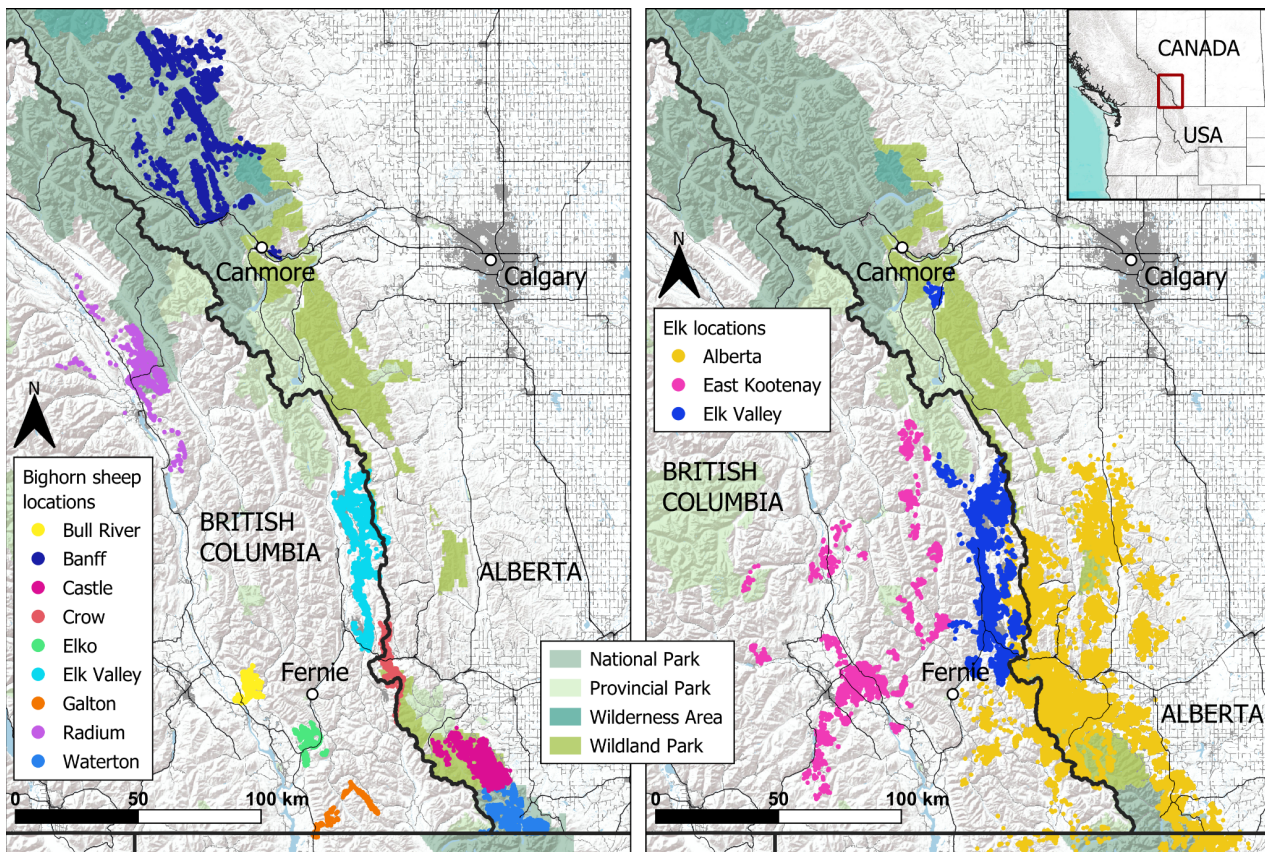 Canmore
Calgary
N
Bighorn sheep
locations
Bull River
Banff
Castle
Crow
Elko
Elk Valley
Galton
Radium
Waterton
BRITISH
COLUMBIA
ALBERTA
Fernie
0 50 100 km
National Park
Provincial Park
Wilderness Area
Wildland Park
CANADA
USA
N
Canmore
Calgary
Elk locations
Alberta
East Kootenay
Elk Valley
BRITISH
COLUMBIA
Fernie
ALBERTA
0 50 100 km